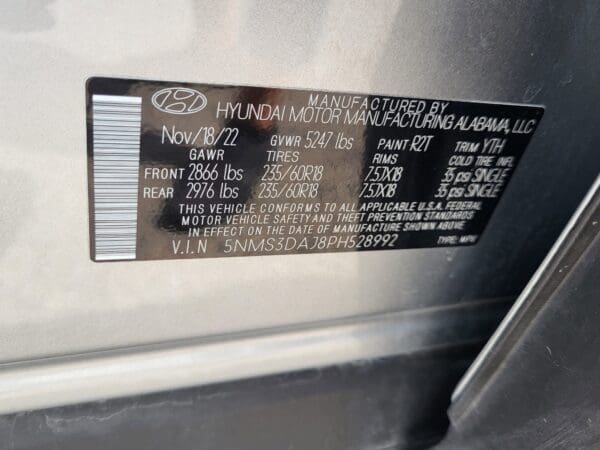 MANUFACTURED BY
HYUNDAI MOTOR MANUFACTURING ALABAMA, LLC
Nov/18/22 GVWR 5247 lbs PAINT R2T TRIM YTH
GAWR TIRES RIMS COLD TIRE INFL.
FRONT 2866 lbs 235/60R18 7.5JX18 35 psi SINGLE
REAR 2976 lbs 235/60R18 7.5JX18 35 psi SINGLE
THIS VEHICLE CONFORMS TO ALL APPLICABLE U.S.A. FEDERAL
MOTOR VEHICLE SAFETY AND THEFT PREVENTION STANDARDS
IN EFFECT ON THE DATE OF MANUFACTURE SHOWN ABOVE.
V.I.N 5NMS3DAJ8PH528992 TYPE: MPV